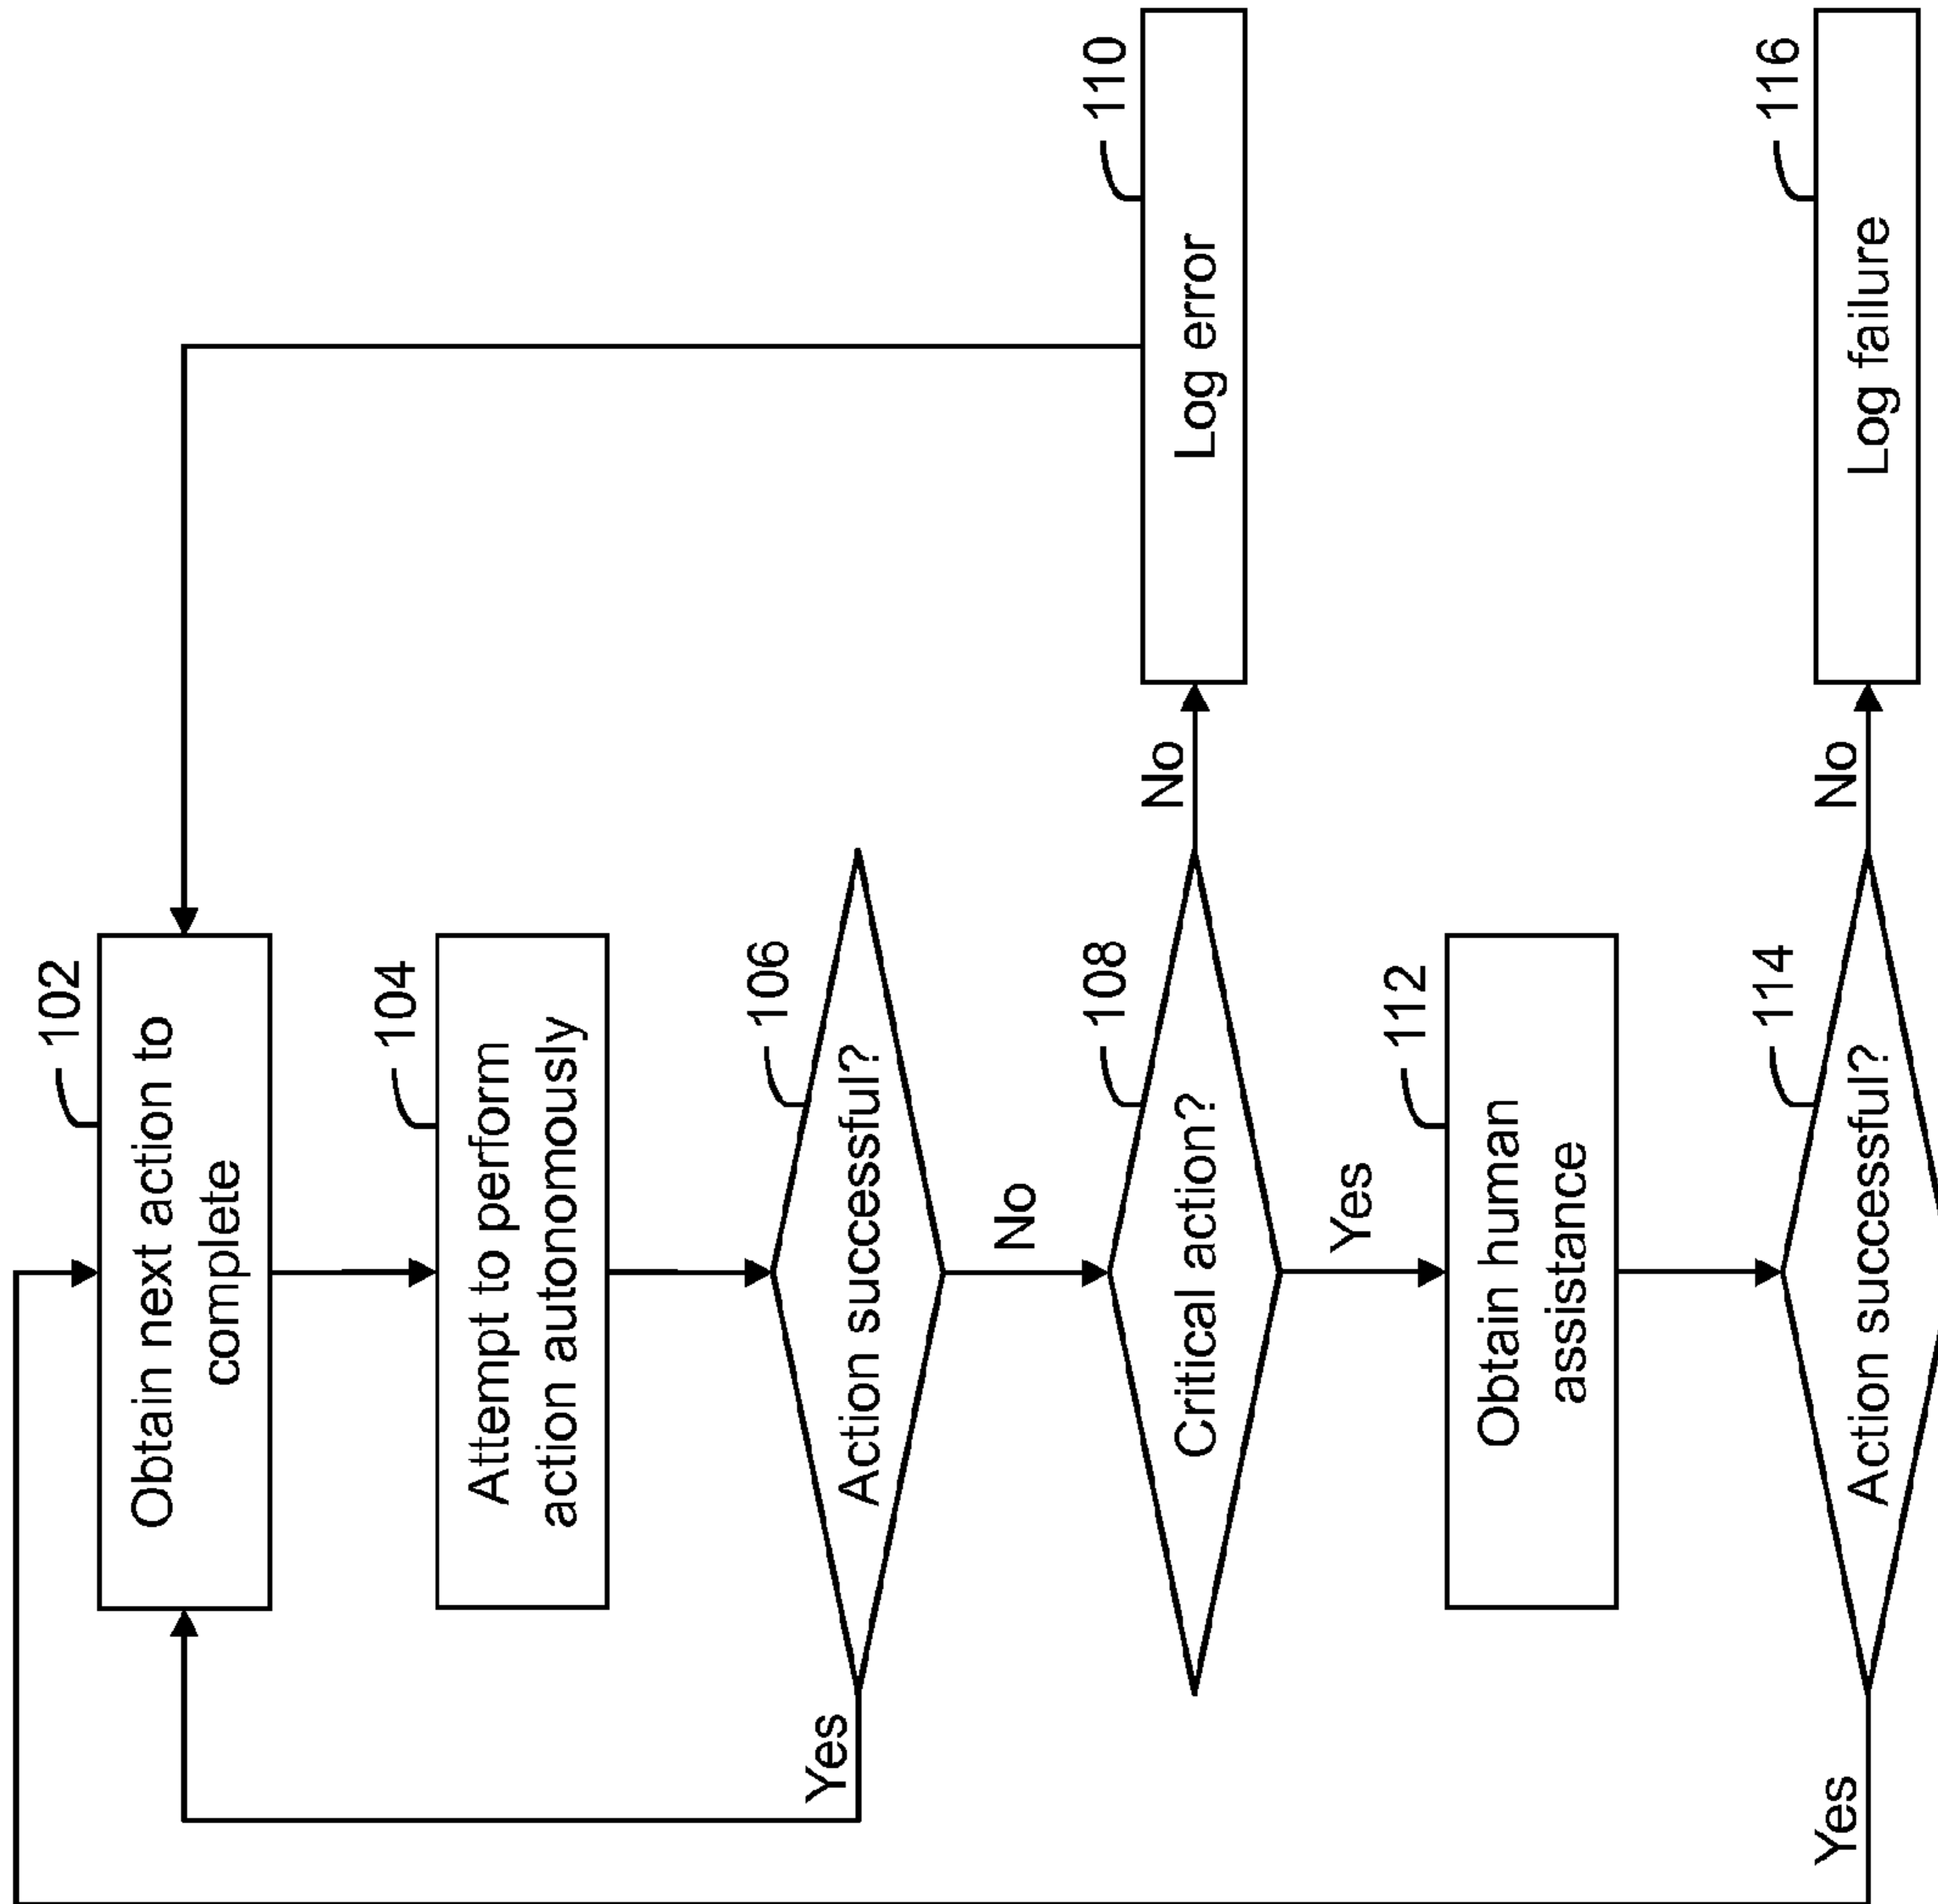 102
Obtain next action to
complete
104
Attempt to perform
action autonomously
106
Action successful?
Yes
No
108
Critical action?
No
110
Log error
Yes
112
Obtain human
assistance
114
Action successful?
Yes
No
116
Log failure